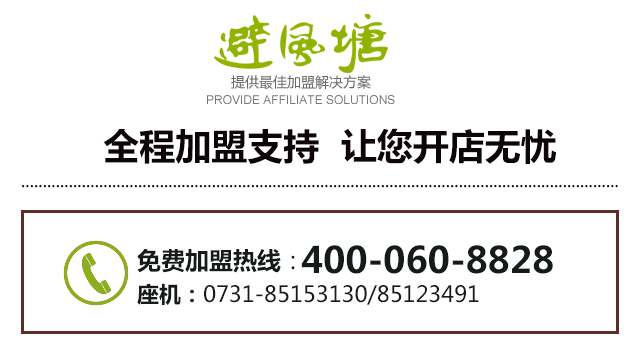 避风塘
提供最佳加盟解决方案
PROVIDE AFFILIATE SOLUTIONS
全程加盟支持 让您开店无忧
免费加盟热线：400-060-8828
座机：0731-85153130/85123491